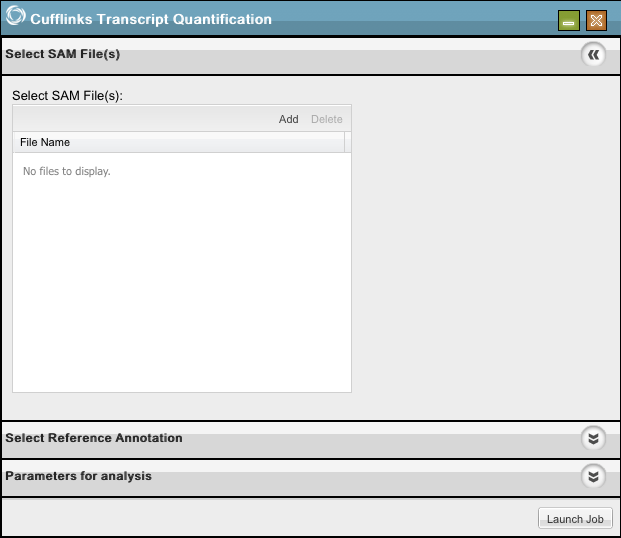 Cufflinks Transcript Quantification
Select SAM File(s)
Select SAM File(s):
Add Delete
File Name
No files to display.
Select Reference Annotation
Parameters for analysis
Launch Job